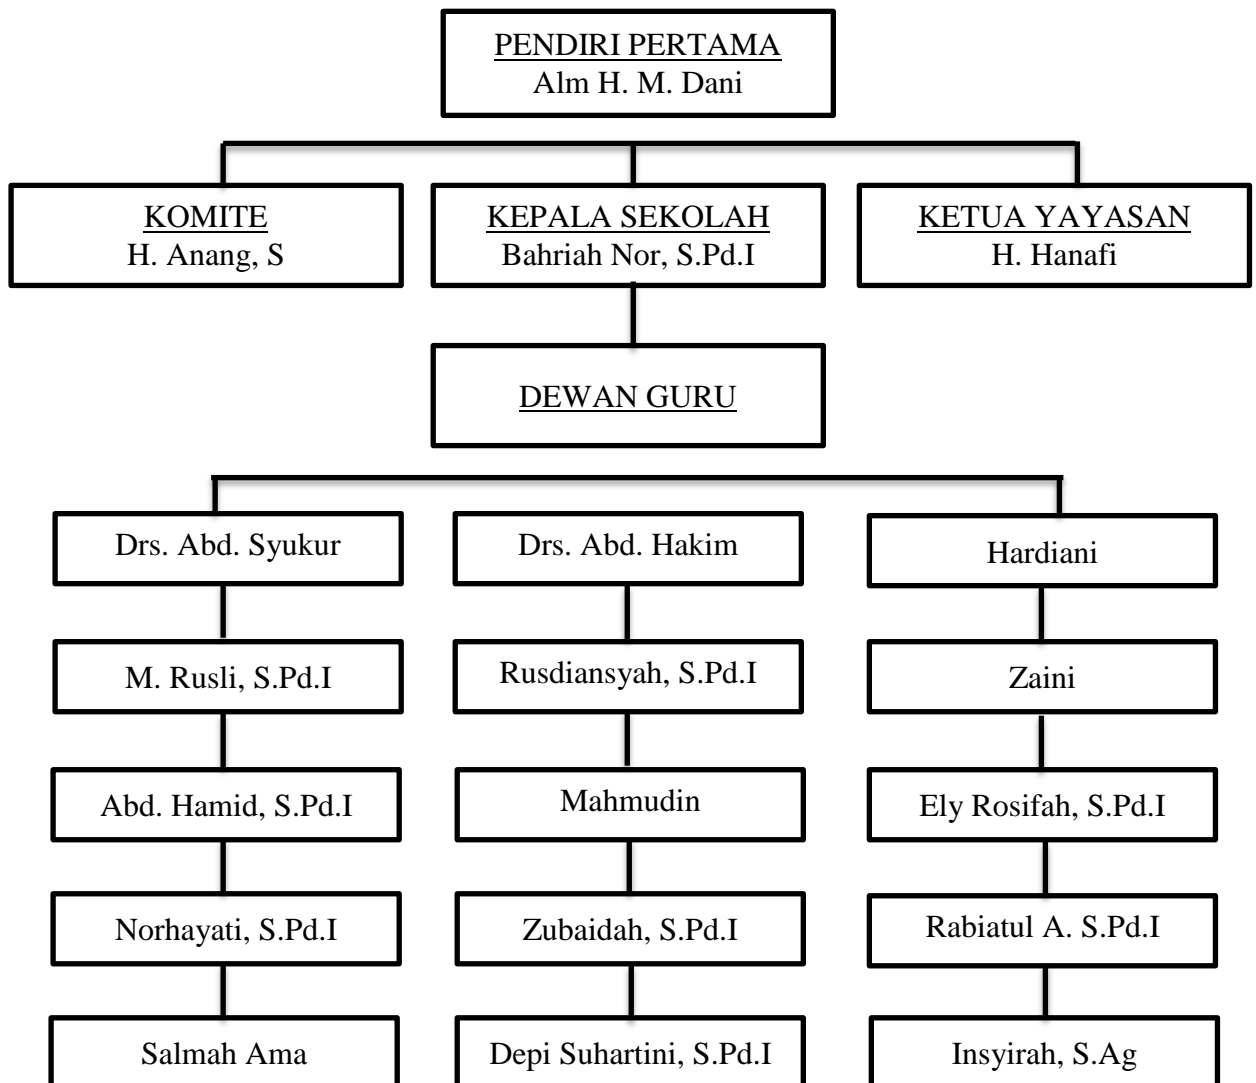 PENDIRI PERTAMA
Alm H. M. Dani
KOMITE
H. Anang, S
KEPALA SEKOLAH
Bahriah Nor, S.Pd.I
KETUA YAYASAN
H. Hanafi
DEWAN GURU
Drs. Abd. Syukur
Drs. Abd. Hakim
Hardiani
M. Rusli, S.Pd.I
Rusdiansyah, S.Pd.I
Zaini
Abd. Hamid, S.Pd.I
Mahmudin
Ely Rosifah, S.Pd.I
Norhayati, S.Pd.I
Zubaidah, S.Pd.I
Rabiatul A. S.Pd.I
Salmah Ama
Depi Suhartini, S.Pd.I
Insyirah, S.Ag